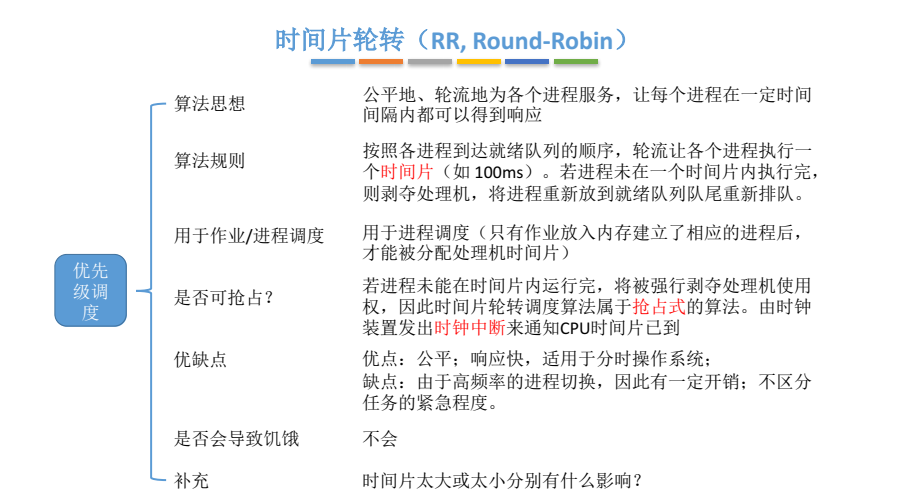 时间片轮转（RR, Round-Robin）
算法思想
公平地、轮流地为各个进程服务，让每个进程在一定时间
间隔内都可以得到响应
算法规则
按照各进程到达就绪队列的顺序，轮流让各个进程执行一
个时间片（如 100ms）。若进程未在一个时间片内执行完，
则剥夺处理机，将进程重新放到就绪队列队尾重新排队。
用于作业/进程调度
用于进程调度（只有作业放入内存建立了相应的进程后，
才能被分配处理机时间片）
优先
级调
度
是否可抢占？
若进程未能在时间片内运行完，将被强行剥夺处理机使用
权，因此时间片轮转调度算法属于抢占式的算法。由时钟
装置发出时钟中断来通知CPU时间片已到
优缺点
优点：公平；响应快，适用于分时操作系统；
缺点：由于高频率的进程切换，因此有一定开销；不区分
任务的紧急程度。
是否会导致饥饿
不会
补充
时间片太大或太小分别有什么影响？